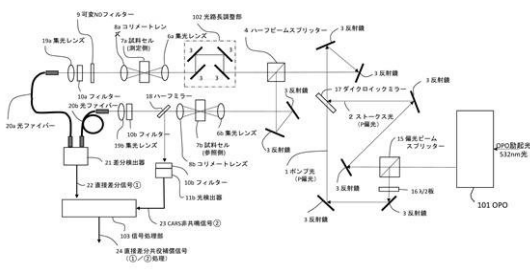 9 可変NDフィルター
102 光路長調整部
19a 集光レンズ
8a コリメートレンズ
7a 試料セル
(測定側)
6a 集光レンズ
4 ハーフビームスプリッター
3 反射鏡
3
3
3
3
3 反射鏡
10a フィルター
20b 光ファイバー
18 ハーフミラー
3 反射鏡
17 ダイクロイックミラー
3 反射鏡
2 ストークス光
(P偏光)
20a 光ファイバー
19b 集光レンズ
10b フィルター
6b 集光レンズ
7b 試料セル
(参照側)
8b コリメートレンズ
3 反射鏡
15 偏光ビーム
スプリッター
OPO励起光
532nm光
21 差分検出器
1 ポンプ光
(P偏光)
3 反射鏡
16 λ/2板
10b フィルター
11b 光検出器
22 直接差分信号①
23 CARS非共鳴信号②
3 反射鏡
3 反射鏡
101 OPO
103 信号処理部
24 直接差分共役補償信号
(①/②処理)